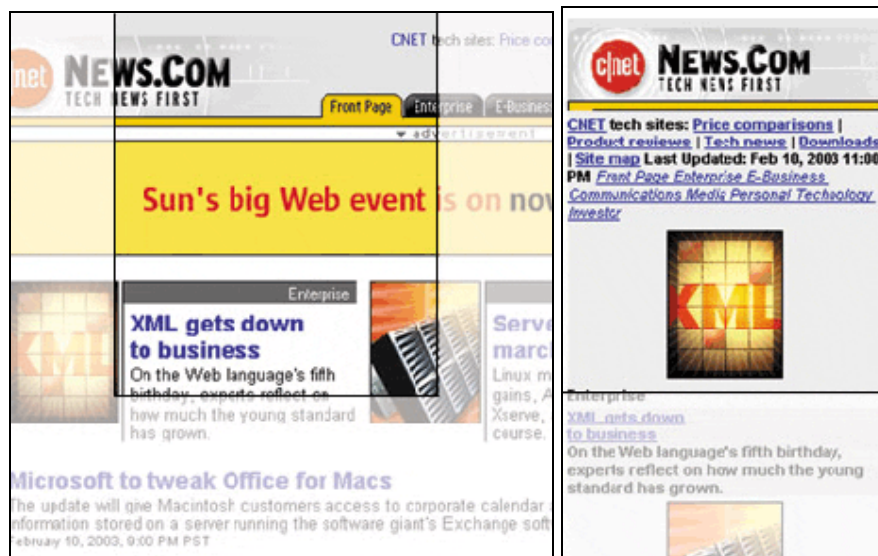 CNET tech sites: Price co
net NEWS.COM
TECH NEWS FIRST
Front Page Enterprise E-Business
advertisement
Sun's big Web event is on now
XML
Enterprise
XML gets down
to business
On the Web language's fifth
birthday, experts reflect on
how much the young standard
has grown.
Serve
march
Linux m
gains, A
Xserve, a
course.
Microsoft to tweak Office for Macs
The update will give Macintosh customers access to corporate calendar
information stored on a server running the software giant's Exchange soft
February 10, 2003, 9:00 PM PST
c|net NEWS.COM
TECH NEWS FIRST
CNET tech sites: Price comparisons |
Product reviews | Tech news | Downloads
| Site map Last Updated: Feb 10, 2003 11:00
PM Front Page Enterprise E-Business
Communications Media Personal Technology
Investor
XML
Enterprise
XML gets down
to business
On the Web language's fifth birthday,
experts reflect on how much the young
standard has grown.